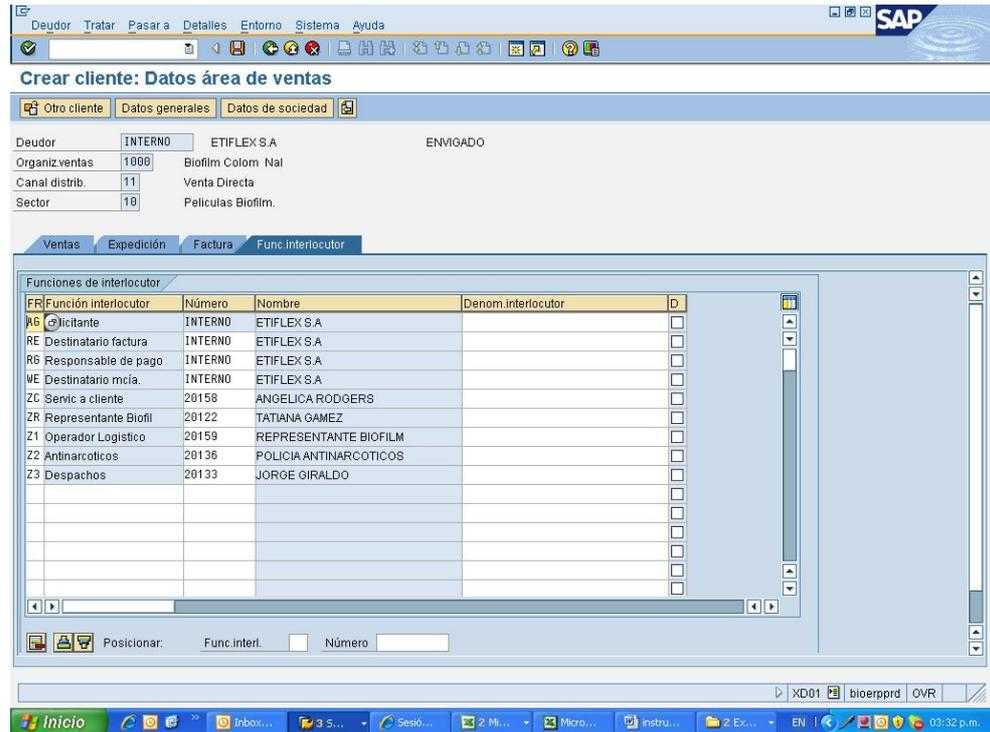 Deudor Tratar Pasar a Detalles Entorno Sistema Ayuda
SAP
Crear cliente: Datos área de ventas
Otro cliente Datos generales Datos de sociedad
Deudor INTERNO ETIFLEX S.A ENVIGADO
Organiz.ventas 1000 Biofilm Colom Nal
Canal distrib. 11 Venta Directa
Sector 10 Peliculas Biofilm.
Ventas Expedición Factura Func.interlocutor
Funciones de interlocutor
FR Función interlocutor Número Nombre Denom.interlocutor D
AG licitante INTERNO ETIFLEX S.A
RE Destinatario factura INTERNO ETIFLEX S.A
RG Responsable de pago INTERNO ETIFLEX S.A
WE Destinatario mcía. INTERNO ETIFLEX S.A
ZC Servic a cliente 20158 ANGELICA RODGERS
ZR Representante Biofil 20122 TATIANA GAMEZ
Z1 Operador Logistico 20159 REPRESENTANTE BIOFILM
Z2 Antinarcoticos 20136 POLICIA ANTINARCOTICOS
Z3 Despachos 20133 JORGE GIRALDO
Posicionar: Func.interl. Número
XD01 bioerpprd OVR
Inicio Inbox... 3 S... Sesió... 2 Mi... Micro... instru... 2 Ex... EN 03:32 p.m.